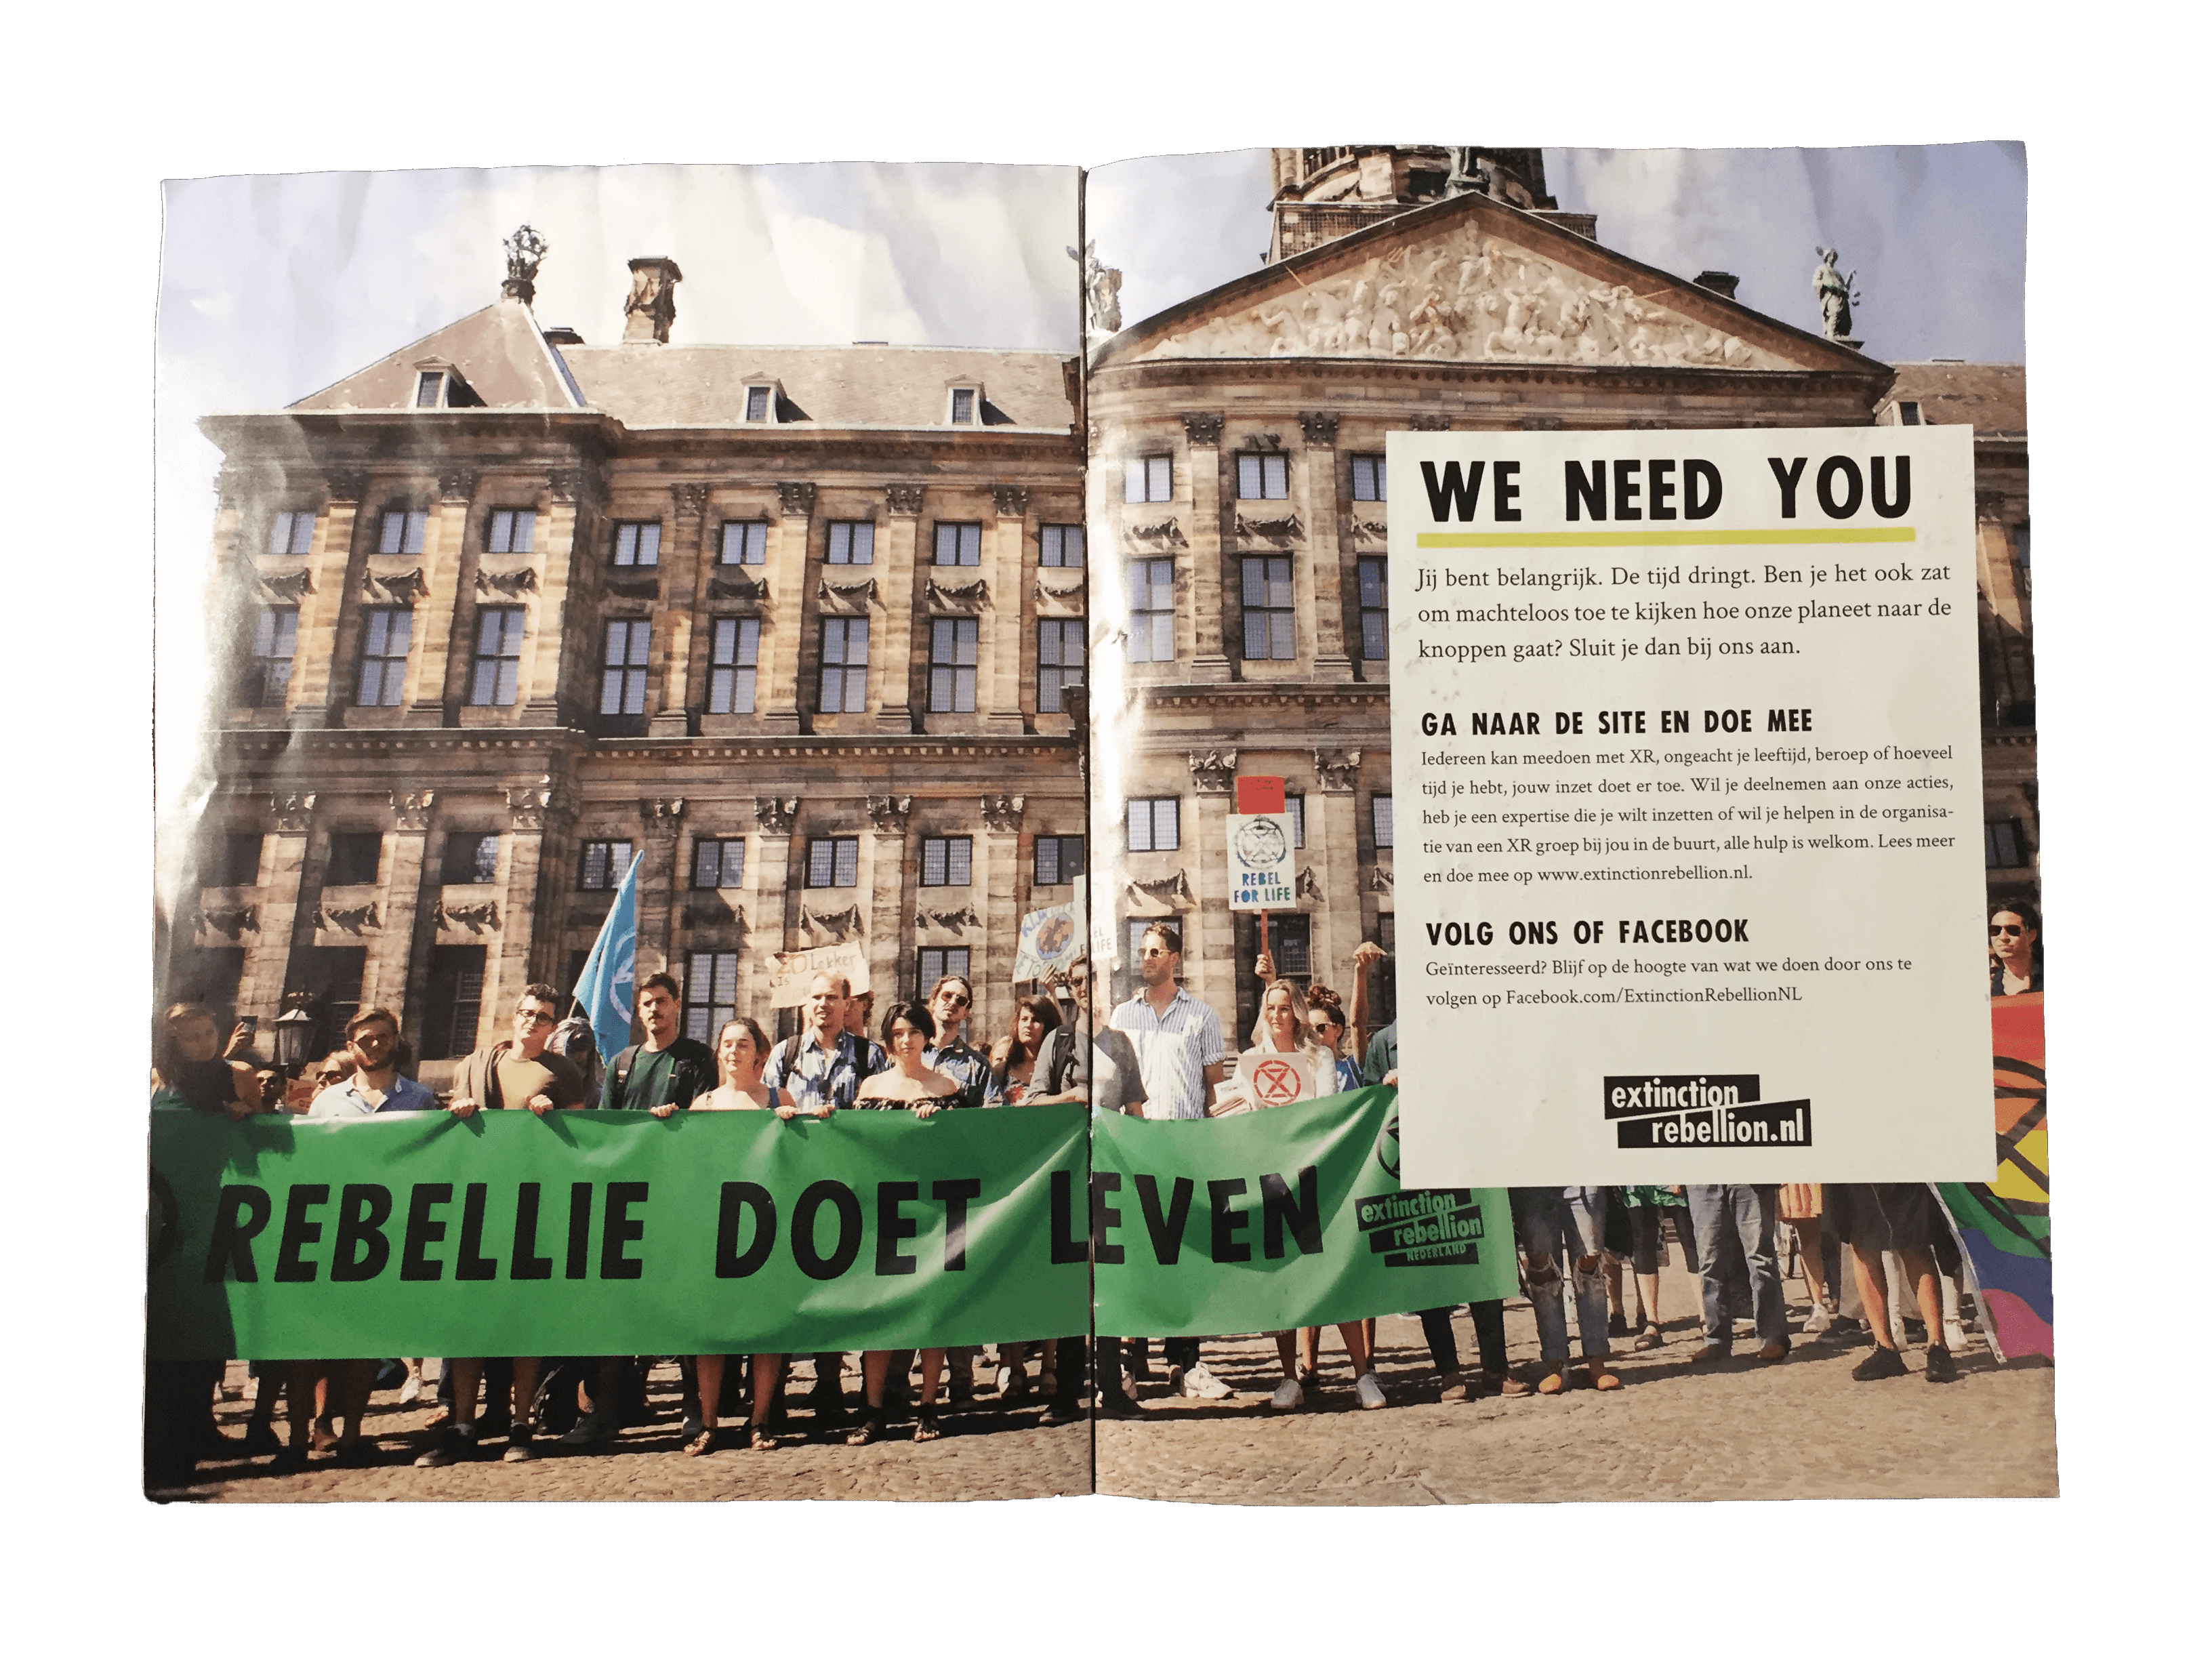 WE NEED YOU
Jij bent belangrijk. De tijd dringt. Ben je het ook zat
om machteloos toe te kijken hoe onze planeet naar de
knoppen gaat? Sluit je dan bij ons aan.
GA NAAR DE SITE EN DOE MEE
Iedereen kan meedoen met XR, ongeacht je leeftijd, beroep of hoeveel
tijd je hebt, jouw inzet doet er toe. Wil je deelnemen aan onze acties,
heb je een expertise die je wilt inzetten of wil je helpen in de organisa-
tie van een XR groep bij jou in de buurt, alle hulp is welkom. Lees meer
en doe mee op www.extinctionrebellion.nl.
VOLG ONS OF FACEBOOK
Geïnteresseerd? Blijf op de hoogte van wat we doen door ons te
volgen op Facebook.com/ExtinctionRebellionNL
extinction
rebellion.nl
REBEL
FOR LIFE
Lekker
REBELLIE DOET LEVEN
extinction
rebellion
NEDERLAND